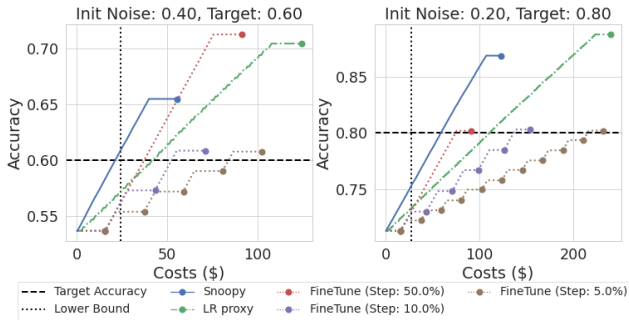 Init Noise: 0.40, Target: 0.60
0.70
0.65
0.60
0.55
Accuracy
0
50
100
Costs ($)
Init Noise: 0.20, Target: 0.80
0.85
0.80
0.75
Accuracy
0
100
200
Costs ($)
Target Accuracy
Lower Bound
Snoopy
LR proxy
FineTune (Step: 50.0%)
FineTune (Step: 10.0%)
FineTune (Step: 5.0%)